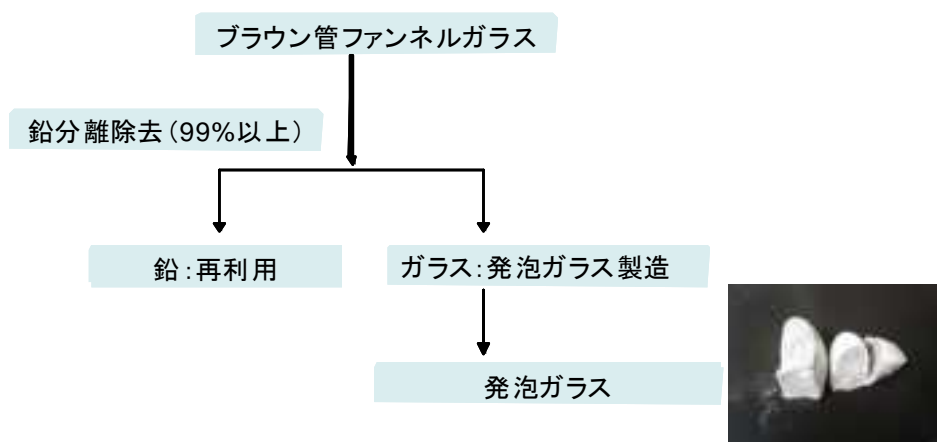 ブラウン管ファンネルガラス
鉛分離除去(99%以上)
鉛:再利用
ガラス:発泡ガラス製造
発泡ガラス